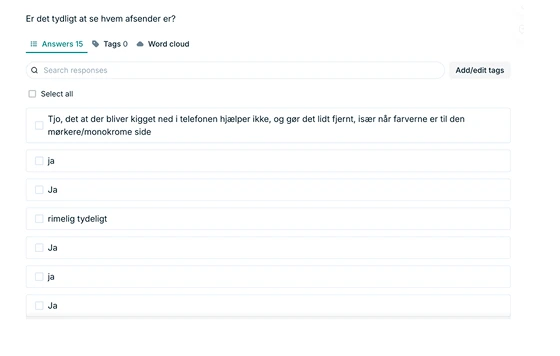 Er det tydligt at se hvem afsender er?
Answers 15 Tags 0 Word cloud
Search responses Add/edit tags
Select all
Tjo, det at der bliver kigget ned i telefonen hjælper ikke, og gør det lidt fjernt, især når farverne er til den
mørkere/monokrome side
ja
Ja
rimelig tydeligt
Ja
ja
Ja